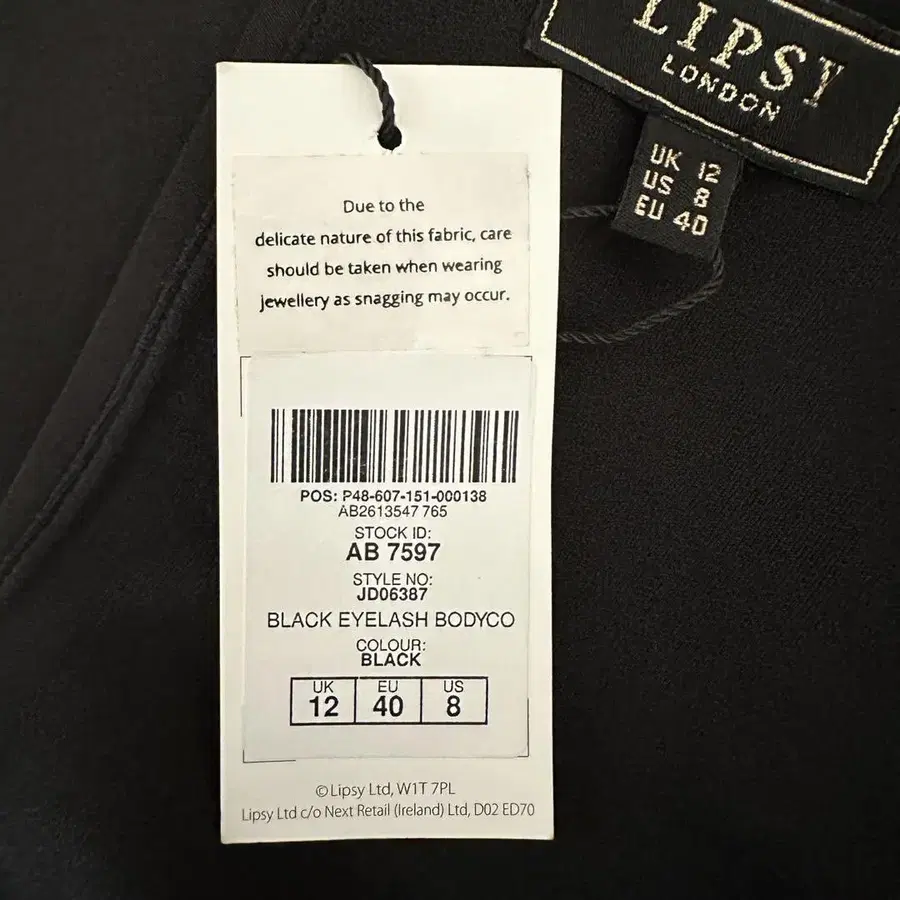 LIPSY
LONDON
UK 12
US 8
EU 40
Due to the
delicate nature of this fabric, care
should be taken when wearing
jewellery as snagging may occur.
POS: P48-607-151-000138
AB2613547 765
STOCK ID:
AB 7597
STYLE NO:
JD06387
BLACK EYELASH BODYCO
COLOUR:
BLACK
UK EU US
12 40 8
©Lipsy Ltd, W1T 7PL
Lipsy Ltd c/o Next Retail (Ireland) Ltd, D02 ED70